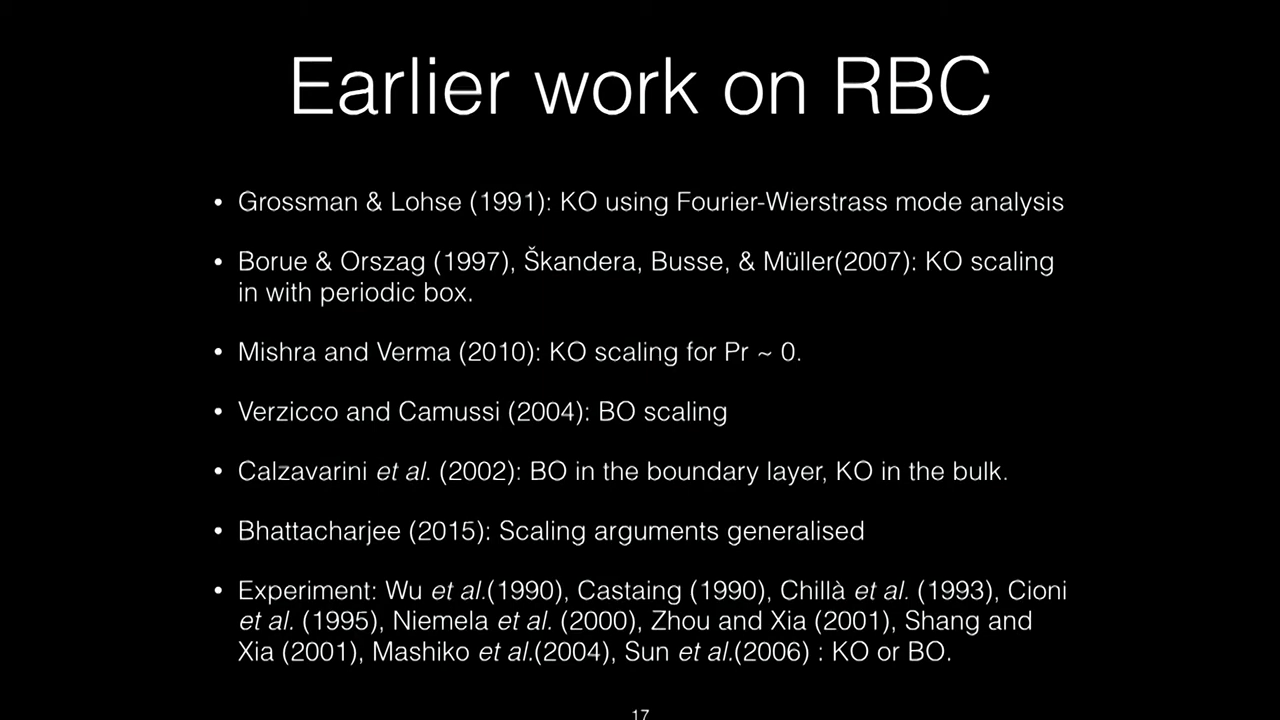 Earlier work on RBC
• Grossman & Lohse (1991): KO using Fourier-Wierstrass mode analysis
• Borue & Orszag (1997), Škandera, Busse, & Müller(2007): KO scaling
in with periodic box.
• Mishra and Verma (2010): KO scaling for Pr ~ 0.
• Verzicco and Camussi (2004): BO scaling
• Calzavarini et al. (2002): BO in the boundary layer, KO in the bulk.
• Bhattacharjee (2015): Scaling arguments generalised
• Experiment: Wu et al.(1990), Castaing (1990), Chillà et al. (1993), Cioni
et al. (1995), Niemela et al. (2000), Zhou and Xia (2001), Shang and
Xia (2001), Mashiko et al.(2004), Sun et al.(2006) : KO or BO.
17